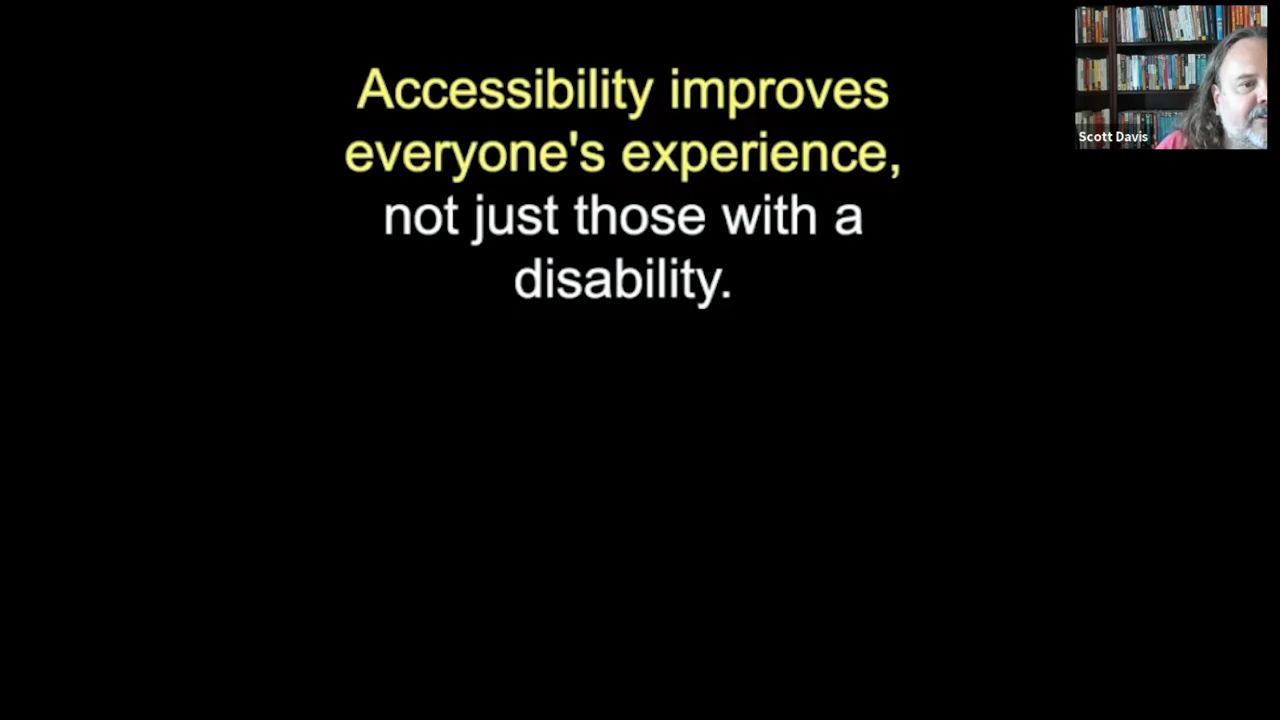 Accessibility improves
everyone's experience,
not just those with a
disability.
Scott Davis